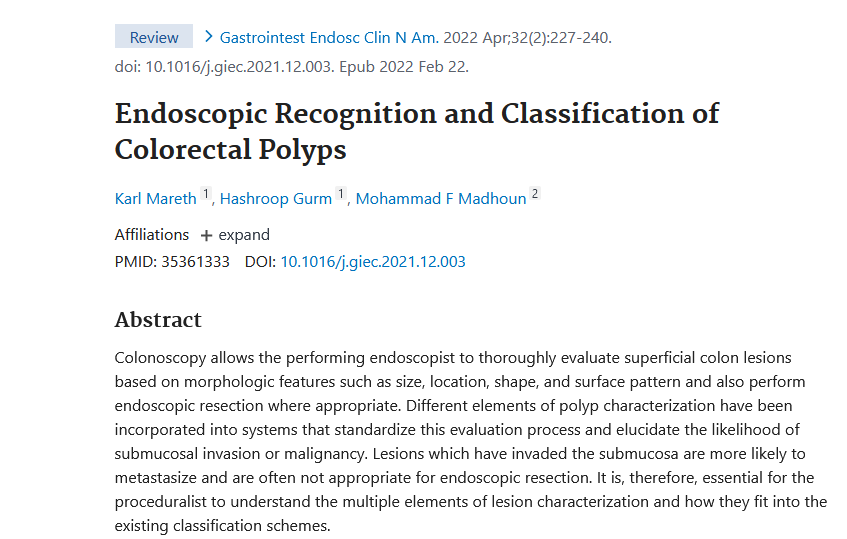 Review > Gastrointest Endosc Clin N Am. 2022 Apr;32(2):227-240.
doi: 10.1016/j.giec.2021.12.003. Epub 2022 Feb 22.
Endoscopic Recognition and Classification of
Colorectal Polyps
Karl Mareth 1, Hashroop Gurm 1, Mohammad F Madhoun 2
Affiliations + expand
PMID: 35361333 DOI: 10.1016/j.giec.2021.12.003
Abstract
Colonoscopy allows the performing endoscopist to thoroughly evaluate superficial colon lesions
based on morphologic features such as size, location, shape, and surface pattern and also perform
endoscopic resection where appropriate. Different elements of polyp characterization have been
incorporated into systems that standardize this evaluation process and elucidate the likelihood of
submucosal invasion or malignancy. Lesions which have invaded the submucosa are more likely to
metastasize and are often not appropriate for endoscopic resection. It is, therefore, essential for the
proceduralist to understand the multiple elements of lesion characterization and how they fit into the
existing classification schemes.